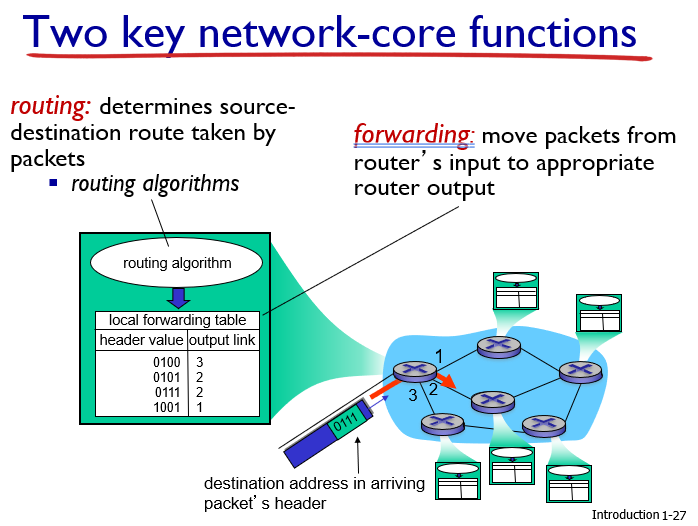 Two key network-core functions
routing: determines source-
destination route taken by
packets
▪ routing algorithms
forwarding: move packets from
router’s input to appropriate
router output
routing algorithm
local forwarding table
header value output link
0100 3
0101 2
0111 2
1001 1
1
3 2
0111
destination address in arriving
packet’s header
Introduction 1-27